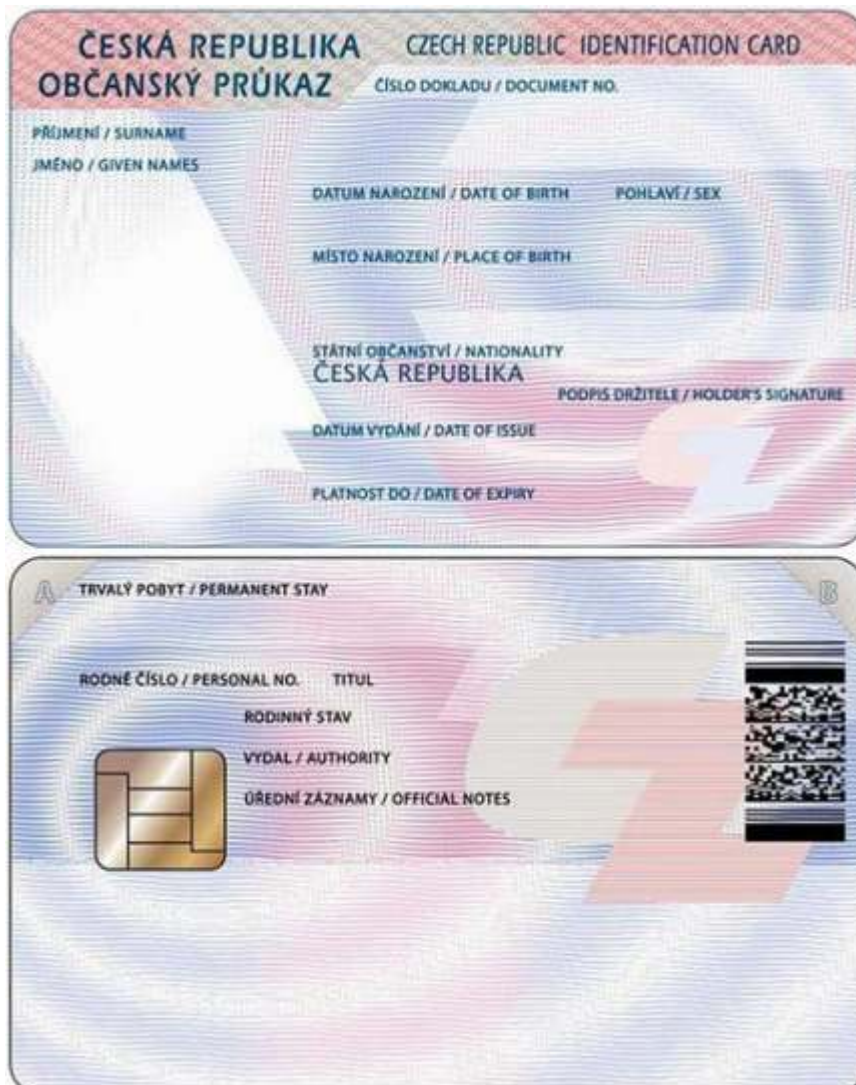 ČESKÁ REPUBLIKA CZECH REPUBLIC IDENTIFICATION CARD
OBČANSKÝ PRŮKAZ ČÍSLO DOKLADU / DOCUMENT NO.
PŘÍJMENÍ / SURNAME
JMÉNO / GIVEN NAMES
DATUM NAROZENÍ / DATE OF BIRTH POHLAVÍ / SEX
MÍSTO NAROZENÍ / PLACE OF BIRTH
STÁTNÍ OBČANSTVÍ / NATIONALITY
ČESKÁ REPUBLIKA
PODPIS DRŽITELE / HOLDER'S SIGNATURE
DATUM VYDÁNÍ / DATE OF ISSUE
CZ
PLATNOST DO / DATE OF EXPIRY
A TRVALÝ POBYT / PERMANENT STAY B
RODNÉ ČÍSLO / PERSONAL NO. TITUL
RODINNÝ STAV
VYDAL / AUTHORITY
ÚŘEDNÍ ZÁZNAMY / OFFICIAL NOTES
CZ